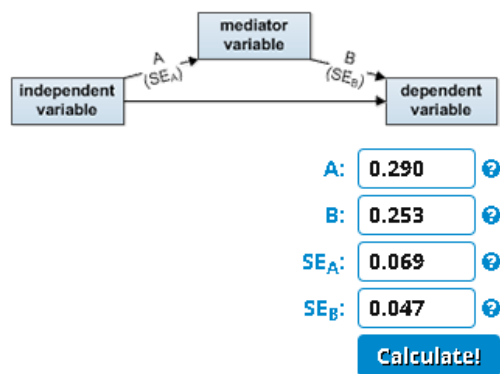 mediator
variable
A
(SEA)
B
(SEB)
independent
variable
dependent
variable
A: 0.290 ?
B: 0.253 ?
SEA: 0.069 ?
SEB: 0.047 ?
Calculate!